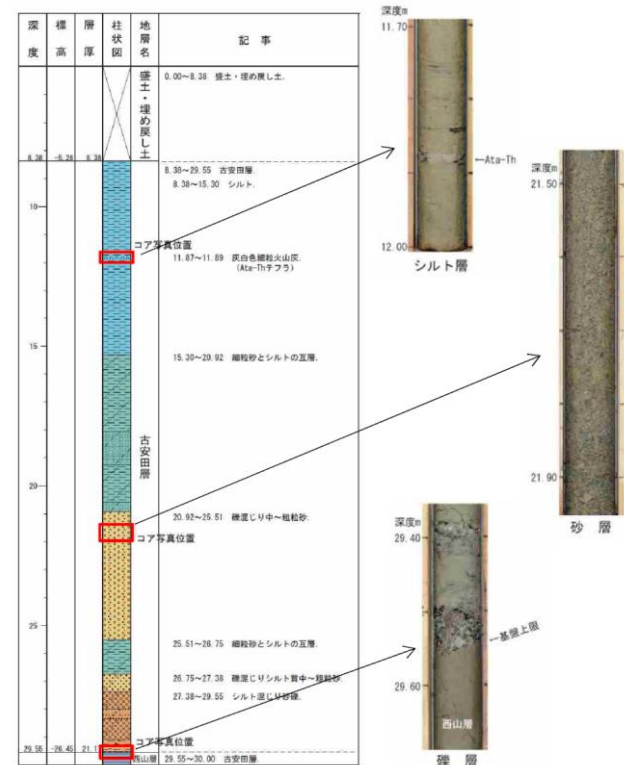 深度
標高
層厚
柱状図
地層名
記事
盛土・埋め戻し土
0.00～8.38 盛土・埋め戻し土.
8.38 -5.28 8.38
8.38～29.55 古安田層.
8.38～15.30 シルト.
10
コア写真位置
11.87～11.89 灰白色細粒火山灰.
(Ata-Thテフラ)
15
15.30～20.92 細粒砂とシルトの互層.
古安田層
20
20.92～25.51 礫混じり中～粗粒砂.
コア写真位置
25
25.51～26.75 細粒砂とシルトの互層.
26.75～27.38 礫混じりシルト質中～粗粒砂.
27.38～29.55 シルト混じり砂礫.
コア写真位置
29.55 -26.45 21.17
西山層
29.55～30.00 古安田層.
深度m
11.70
Ata-Th
12.00
シルト層
深度m
21.50
21.90
砂層
深度m
29.40
基盤上限
29.60
西山層
礫層